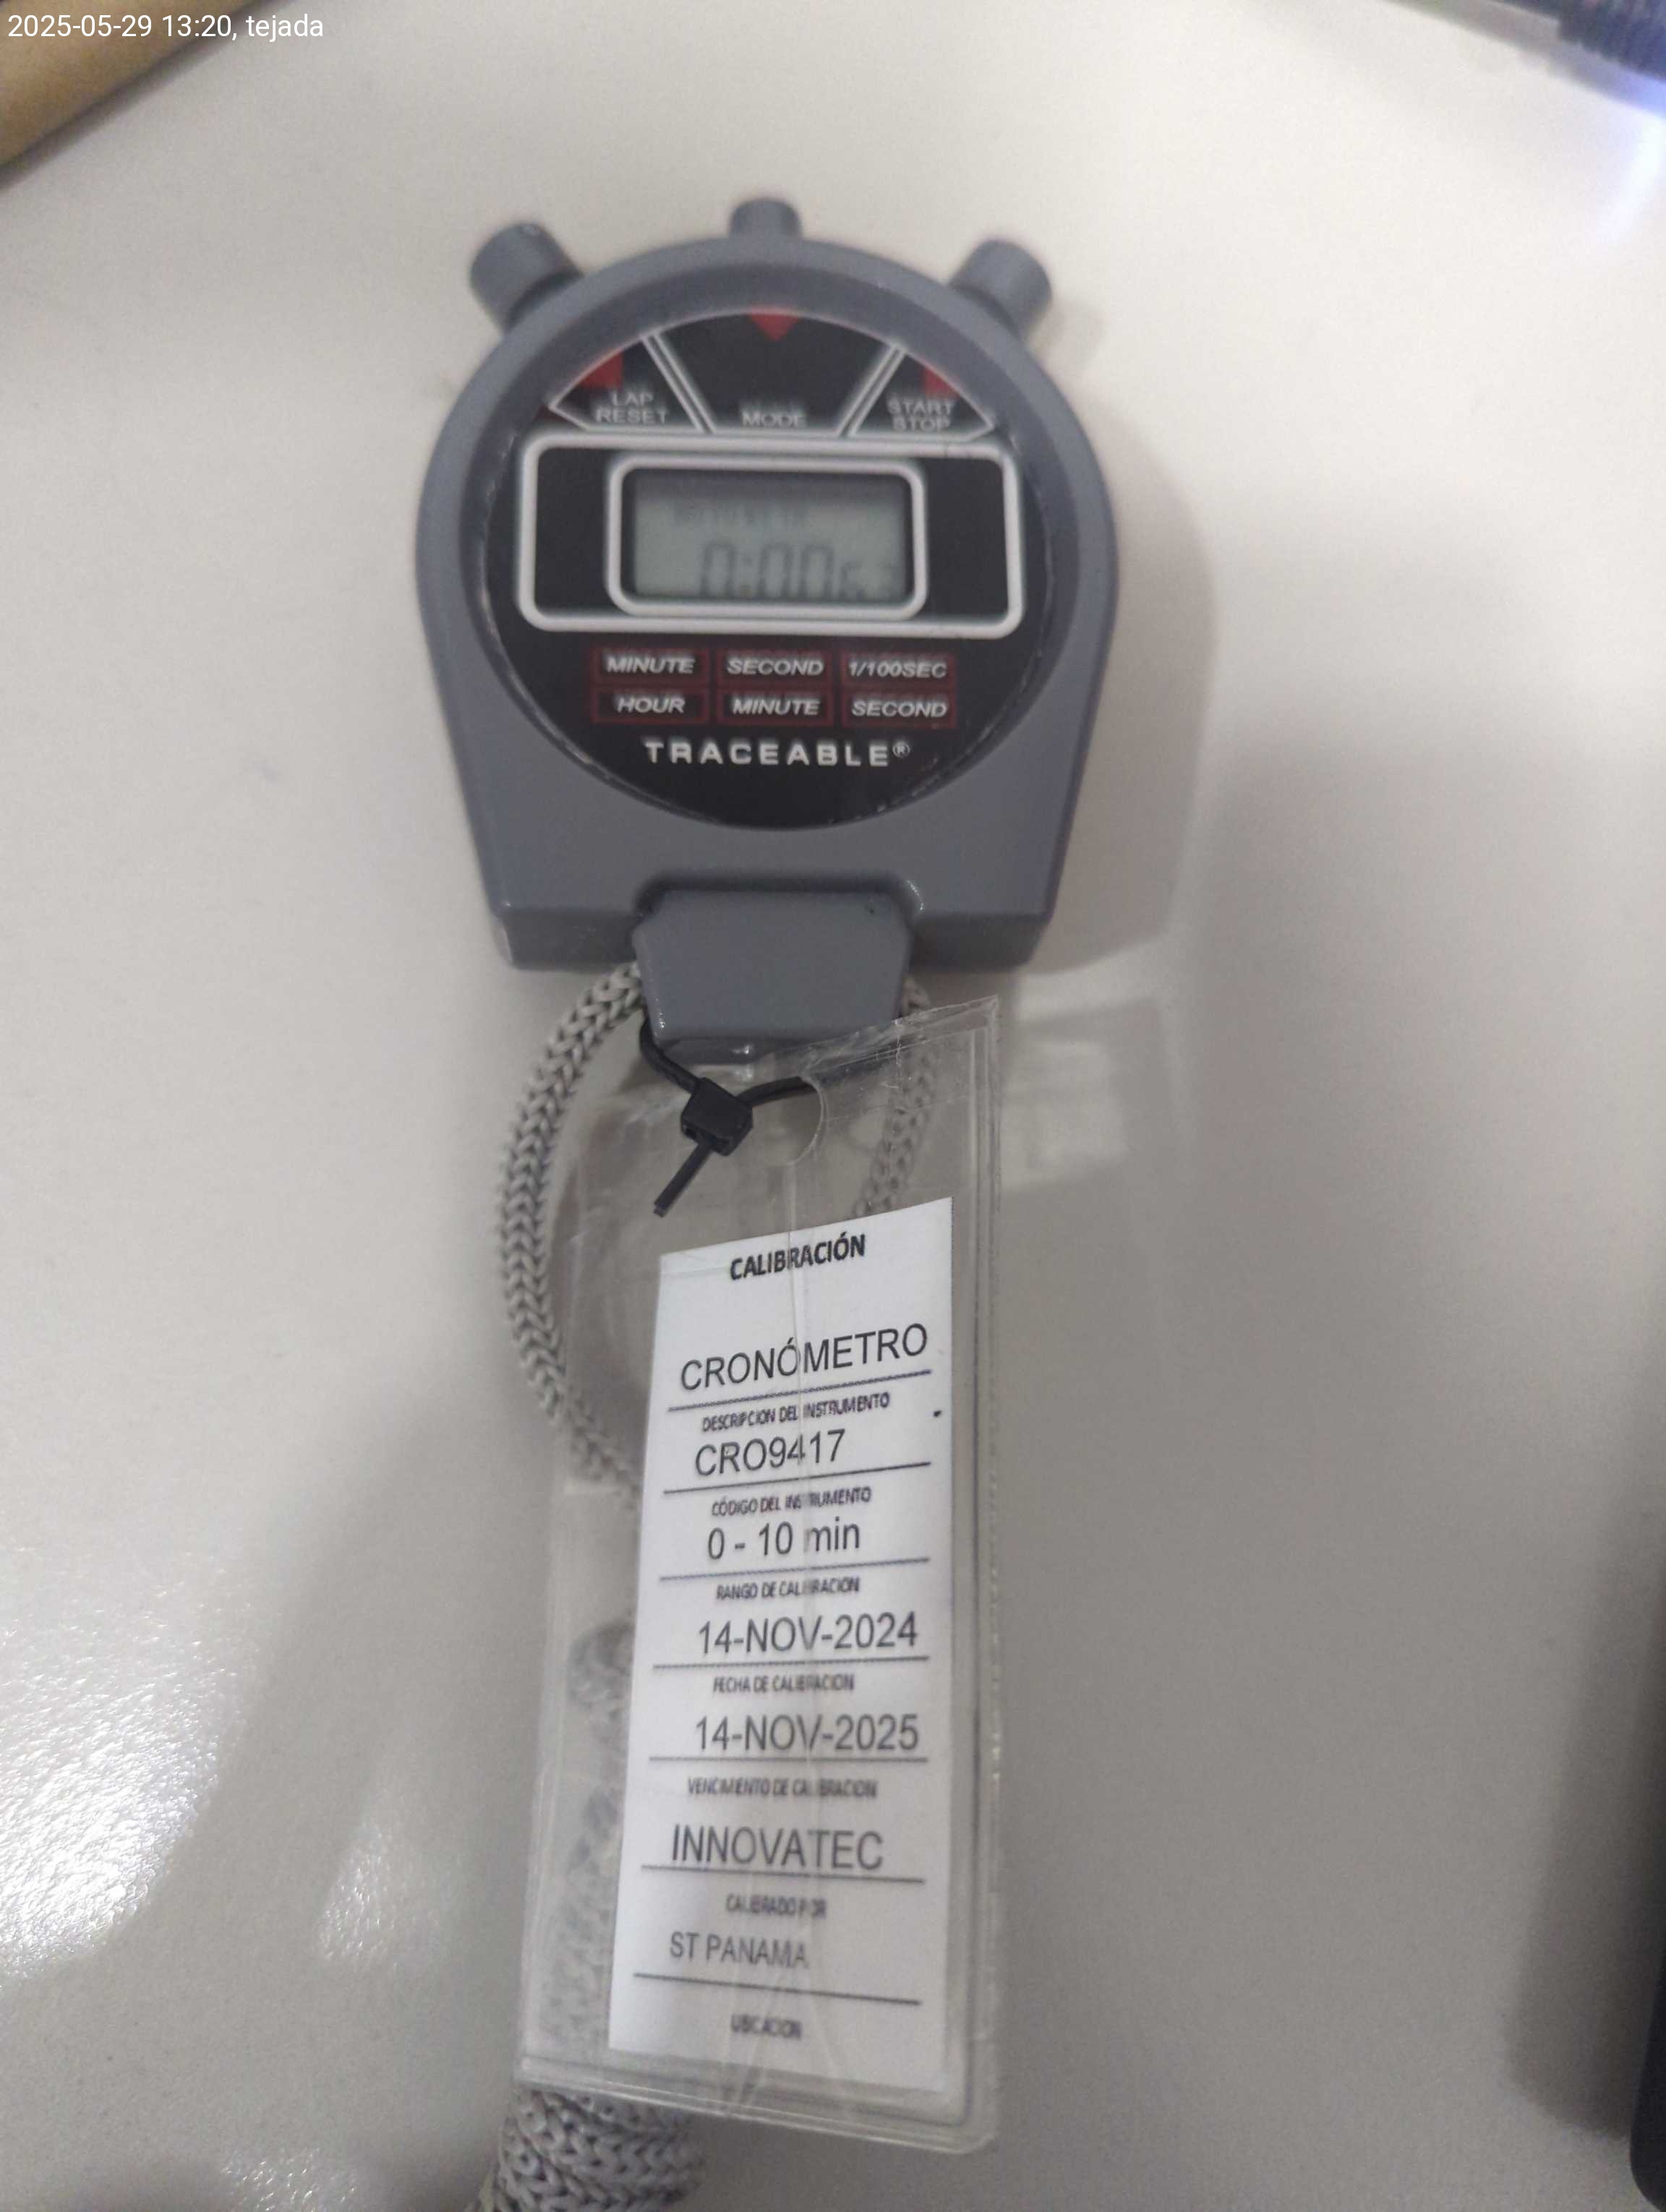 2025-05-29 13:20, tejada
LAP
RESET
MODE
START
STOP
0:00
MINUTE SECOND 1/100SEC
HOUR MINUTE SECOND
TRACEABLE®
CALIBRACIÓN
CRONÓMETRO
DESCRIPCION DEL INSTRUMENTO
CRO9417
CÓDIGO DEL INSTRUMENTO
0 - 10 min
RANGO DE CALIBRACION
14-NOV-2024
FECHA DE CALIBRACION
14-NOV-2025
VENCIMIENTO DE CALIBRACION
INNOVATEC
CALIBRADO POR
ST PANAMA
UBICACION